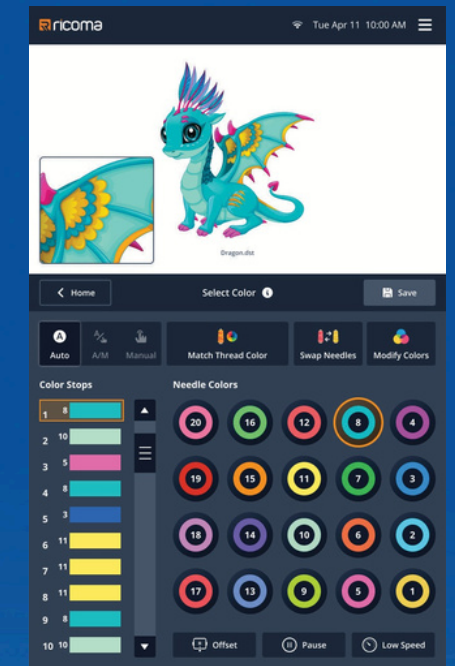 ricoma
Tue Apr 11 10:00 AM
Dragon.dst
Home
Select Color i
Save
A
Auto
A/M
Manual
Match Thread Color
Swap Needles
Modify Colors
Color Stops
Needle Colors
1 8
2 10
3 5
4 8
5 3
6 11
7 11
8 11
9 8
10 10
20 16 12 8 4
19 15 11 7 3
18 14 10 6 2
17 13 9 5 1
Offset
Pause
Low Speed